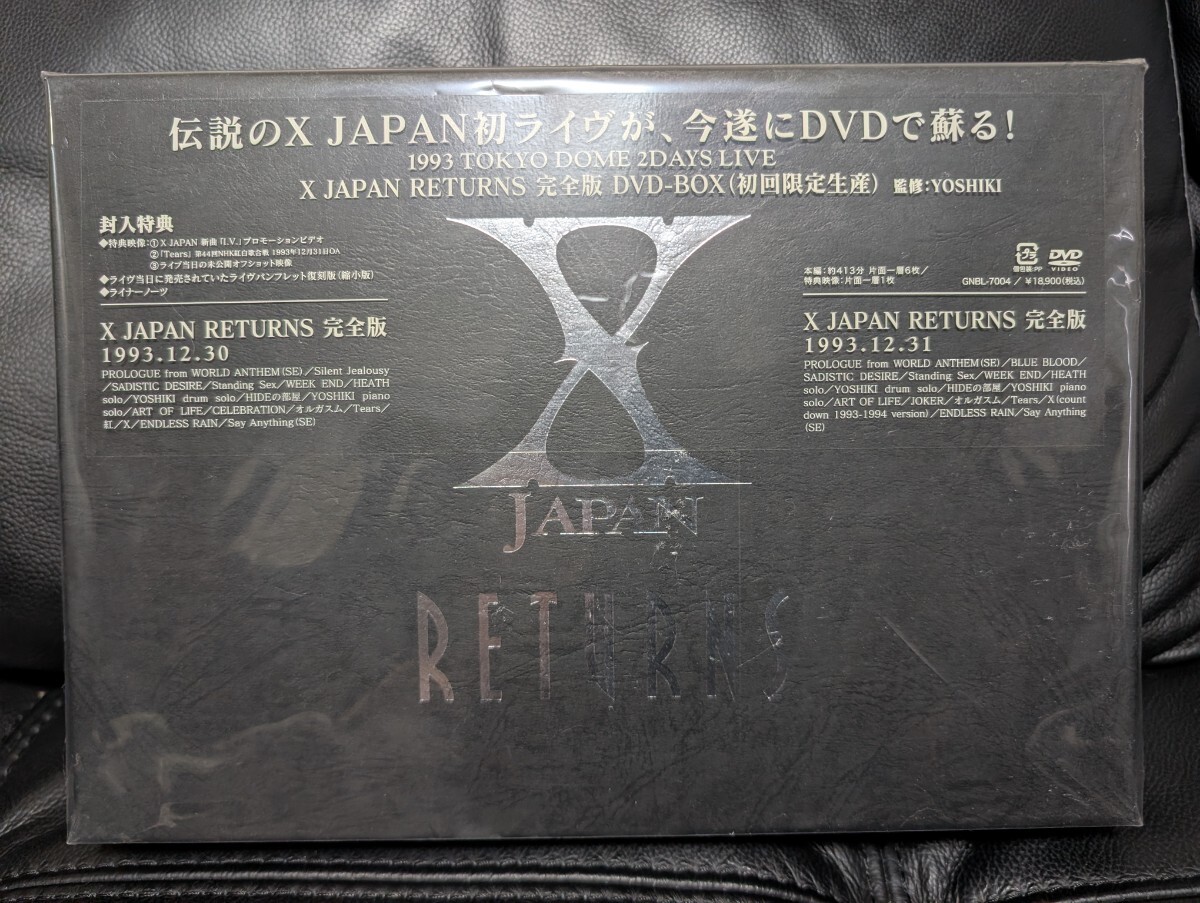 伝説のX JAPAN初ライヴが、今遂にDVDで蘇る!
1993 TOKYO DOME 2DAYS LIVE
X JAPAN RETURNS 完全版 DVD-BOX(初回限定生産) 監修:YOSHIKI
封入特典
◆特典映像:①X JAPAN 新曲「I.V.」プロモーションビデオ
②「Tears」第44回NHK紅白歌合戦 1993年12月31日OA
③ライブ当日の未公開オフショット映像
◆ライヴ当日に発売されていたライヴパンフレット復刻版(縮小版)
◆ライナーノーツ
X JAPAN RETURNS 完全版
1993.12.30
PROLOGUE from WORLD ANTHEM(SE)/Silent Jealousy
/SADISTIC DESIRE/Standing Sex/WEEK END/HEATH
solo/YOSHIKI drum solo/HIDEの部屋/YOSHIKI piano
solo/ART OF LIFE/CELEBRATION/オルガスム/Tears/
紅/X/ENDLESS RAIN/Say Anything(SE)
個包装:PP
DVD
VIDEO
本編:約413分 片面一層6枚/
特典映像:片面一層1枚
GNBL-7004/¥18,900(税込)
X JAPAN RETURNS 完全版
1993.12.31
PROLOGUE from WORLD ANTHEM(SE)/BLUE BLOOD/
SADISTIC DESIRE/Standing Sex/WEEK END/HEATH
solo/YOSHIKI drum solo/HIDEの部屋/YOSHIKI piano
solo/ART OF LIFE/JOKER/オルガスム/Tears/X(count
down 1993-1994 version)/ENDLESS RAIN/Say Anything
(SE)
X
JAPAN
RETURNS